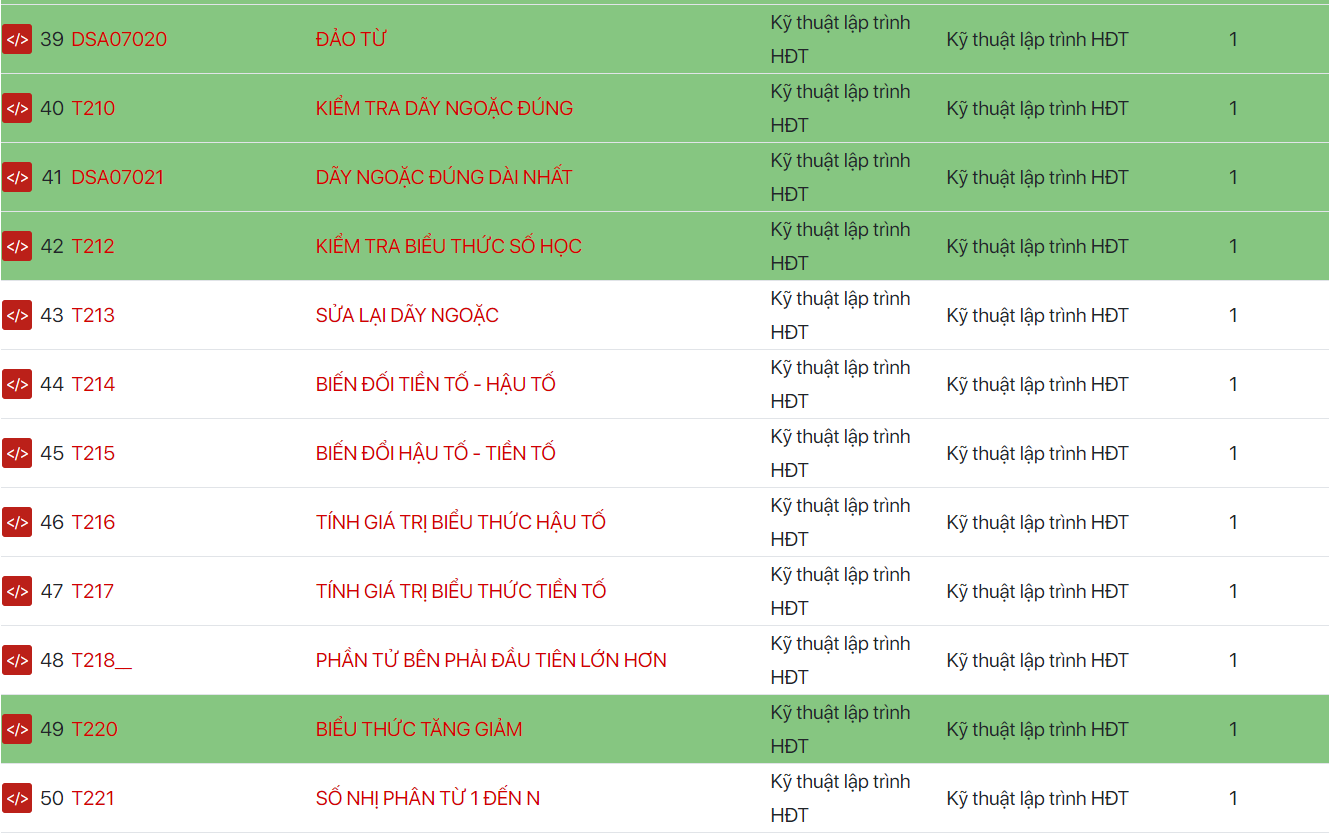 39 DSA07020 ĐẢO TỪ Kỹ thuật lập trình HĐT Kỹ thuật lập trình HĐT 1
40 T210 KIỂM TRA DÃY NGOẶC ĐÚNG Kỹ thuật lập trình HĐT Kỹ thuật lập trình HĐT 1
41 DSA07021 DÃY NGOẶC ĐÚNG DÀI NHẤT Kỹ thuật lập trình HĐT Kỹ thuật lập trình HĐT 1
42 T212 KIỂM TRA BIỂU THỨC SỐ HỌC Kỹ thuật lập trình HĐT Kỹ thuật lập trình HĐT 1
43 T213 SỬA LẠI DÃY NGOẶC Kỹ thuật lập trình HĐT Kỹ thuật lập trình HĐT 1
44 T214 BIẾN ĐỐI TIỀN TỐ - HẬU TỐ Kỹ thuật lập trình HĐT Kỹ thuật lập trình HĐT 1
45 T215 BIẾN ĐỔI HẬU TỐ - TIỀN TỐ Kỹ thuật lập trình HĐT Kỹ thuật lập trình HĐT 1
46 T216 TÍNH GIÁ TRỊ BIỂU THỨC HẬU TỐ Kỹ thuật lập trình HĐT Kỹ thuật lập trình HĐT 1
47 T217 TÍNH GIÁ TRỊ BIỂU THỨC TIỀN TỐ Kỹ thuật lập trình HĐT Kỹ thuật lập trình HĐT 1
48 T218__ PHẦN TỬ BÊN PHẢI ĐẦU TIÊN LỚN HƠN Kỹ thuật lập trình HĐT Kỹ thuật lập trình HĐT 1
49 T220 BIỂU THỨC TĂNG GIẢM Kỹ thuật lập trình HĐT Kỹ thuật lập trình HĐT 1
50 T221 SỐ NHỊ PHÂN TỪ 1 ĐẾN N Kỹ thuật lập trình HĐT Kỹ thuật lập trình HĐT 1